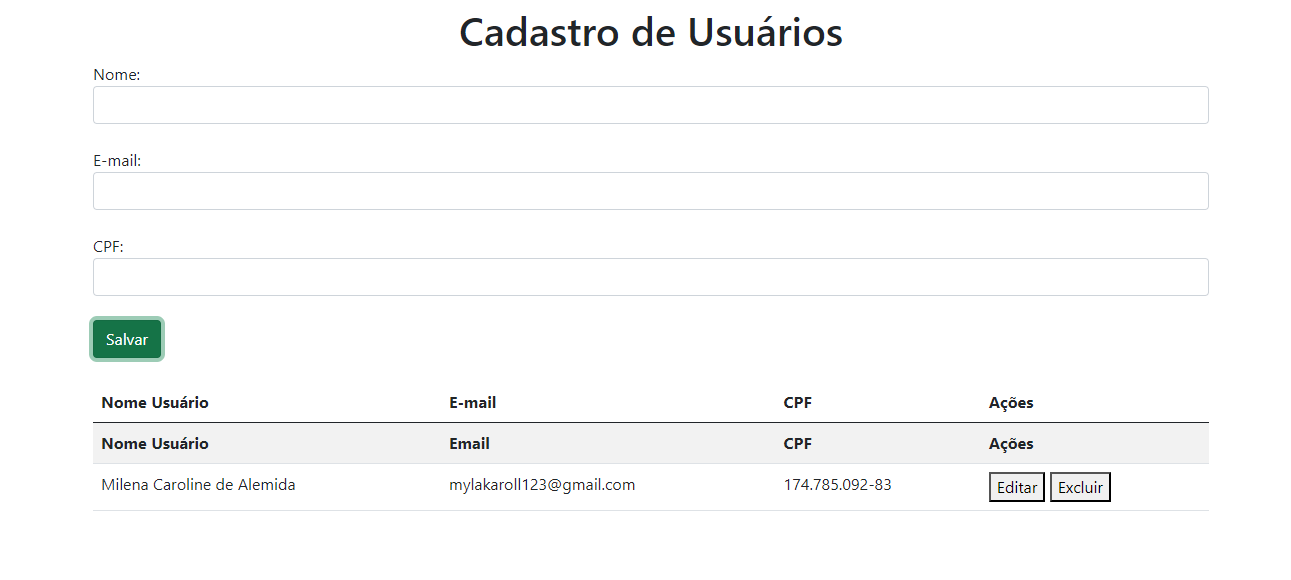 Cadastro de Usuários
Nome:
E-mail:
CPF:
Salvar
Nome Usuário E-mail CPF Ações
Nome Usuário Email CPF Ações
Milena Caroline de Alemida mylakaroll123@gmail.com 174.785.092-83 Editar Excluir